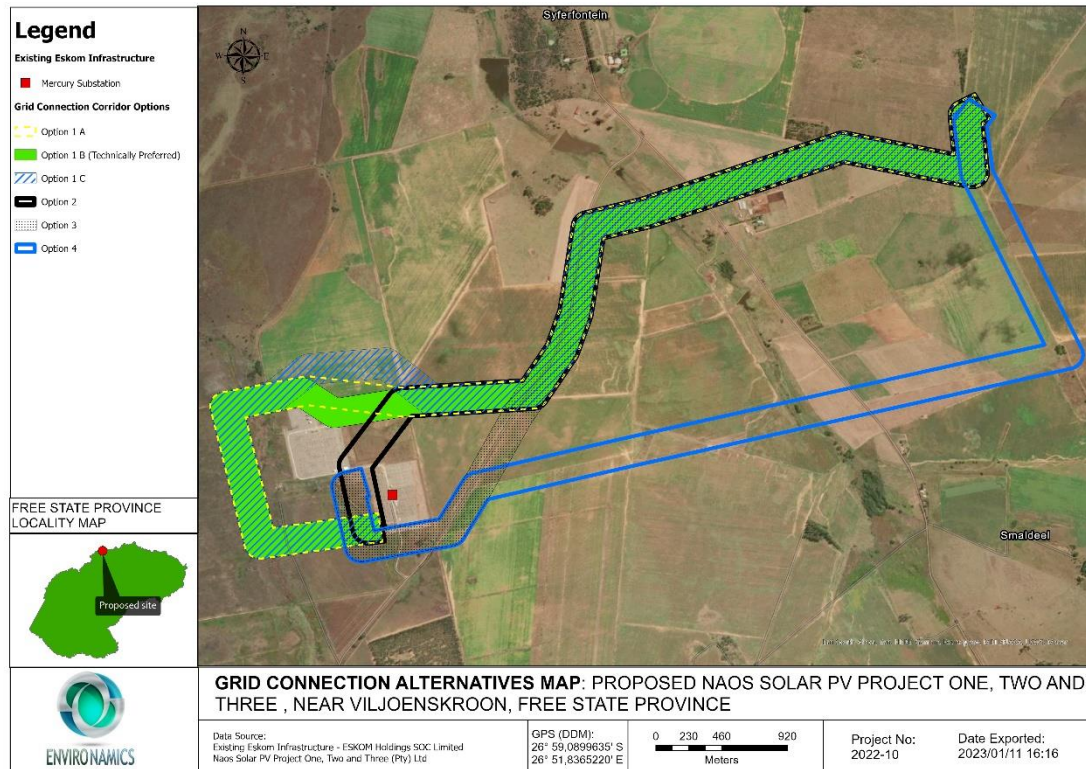 Legend
Existing Eskom Infrastructure
Mercury Substation
Grid Connection Corridor Options
Option 1 A
Option 1 B (Technically Preferred)
Option 1 C
Option 2
Option 3
Option 4
FREE STATE PROVINCE
LOCALITY MAP
Proposed site
ENVIRONAMICS
N
W
E
S
Syferfontein
Smaldeel
GRID CONNECTION ALTERNATIVES MAP: PROPOSED NAOS SOLAR PV PROJECT ONE, TWO AND
THREE , NEAR VILJOENSKROON, FREE STATE PROVINCE
Data Source:
Existing Eskom Infrastructure - ESKOM Holdings SOC Limited
Naos Solar PV Project One, Two and Three (Pty) Ltd
GPS (DDM):
26° 59,0899635' S
26° 51,8365220' E
0 230 460 920
Meters
Project No:
2022-10
Date Exported:
2023/01/11 16:16